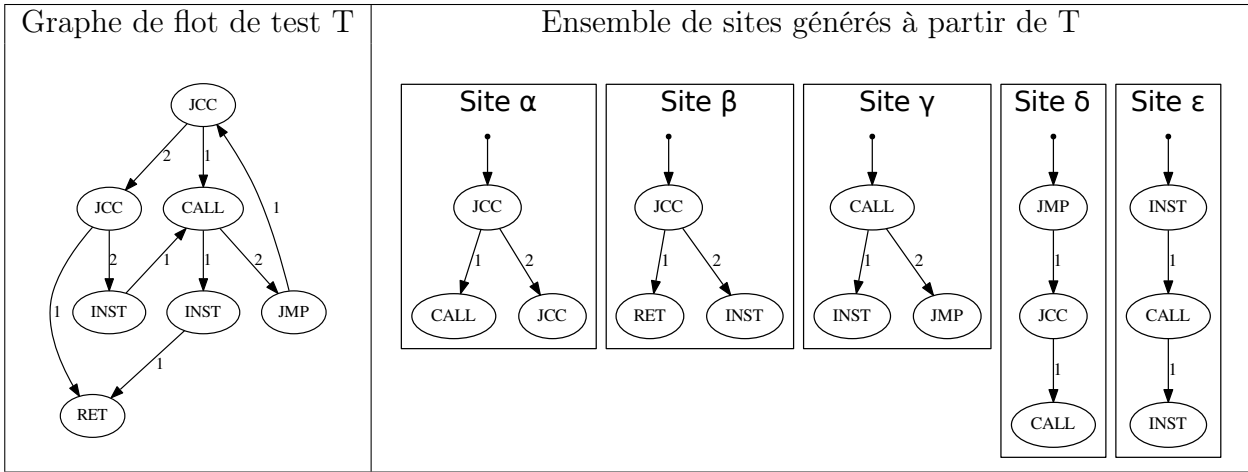 Graphe de flot de test T
Ensemble de sites générés à partir de T
JCC
2
1
JCC
CALL
1
2
1
1
2
1
INST
INST
JMP
1
RET
Site α
JCC
1
2
CALL
JCC
Site β
JCC
1
2
RET
INST
Site γ
CALL
1
2
INST
JMP
Site δ
JMP
1
JCC
1
CALL
Site ε
INST
1
CALL
1
INST